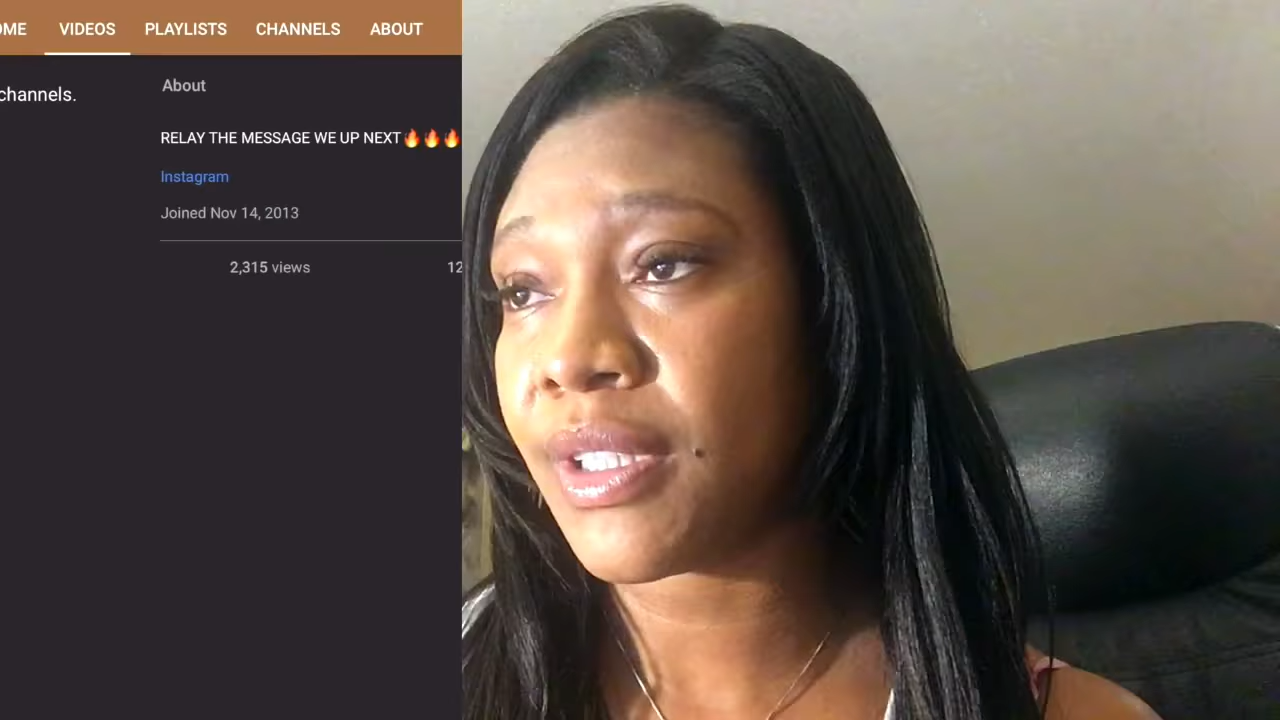 OME VIDEOS PLAYLISTS CHANNELS ABOUT
channels.
About
RELAY THE MESSAGE WE UP NEXT🔥🔥🔥
Instagram
Joined Nov 14, 2013
2,315 views 12